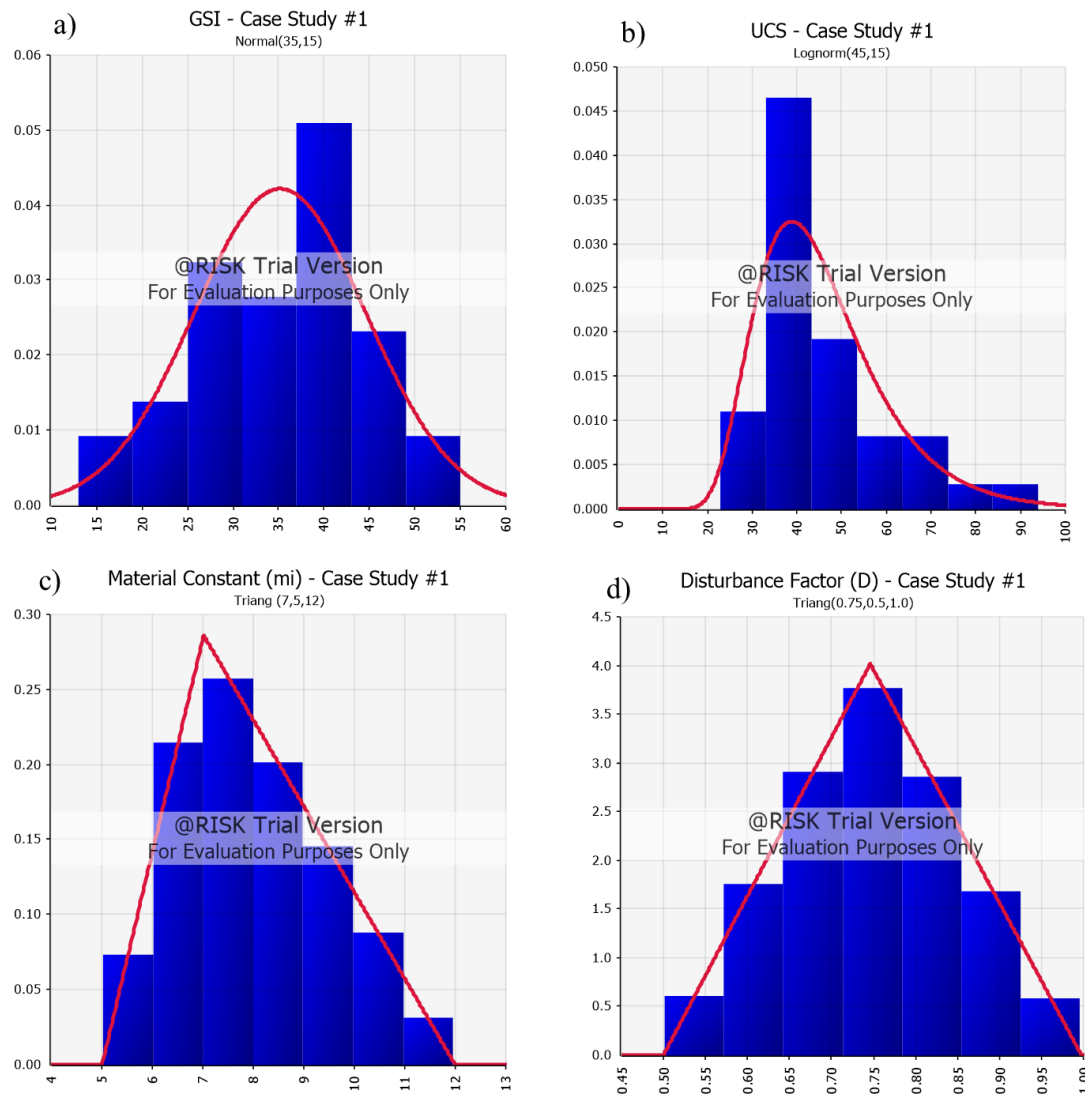 a)
GSI - Case Study #1
Normal(35,15)
0.06
0.05
0.04
0.03
0.02
0.01
0.00
@RISK Trial Version
For Evaluation Purposes Only
10 15 20 25 30 35 40 45 50 55 60
b)
UCS - Case Study #1
Lognorm(45,15)
0.050
0.045
0.040
0.035
0.030
0.025
0.020
0.015
0.010
0.005
0.000
@RISK Trial Version
For Evaluation Purposes Only
0 10 20 30 40 50 60 70 80 90 100
c)
Material Constant (mi) - Case Study #1
Triang (7,5,12)
0.30
0.25
0.20
0.15
0.10
0.05
0.00
@RISK Trial Version
For Evaluation Purposes Only
4 5 6 7 8 9 10 11 12 13
d)
Disturbance Factor (D) - Case Study #1
Triang(0.75,0.5,1.0)
4.5
4.0
3.5
3.0
2.5
2.0
1.5
1.0
0.5
0.0
@RISK Trial Version
For Evaluation Purposes Only
0.45 0.50 0.55 0.60 0.65 0.70 0.75 0.80 0.85 0.90 0.95 1.00